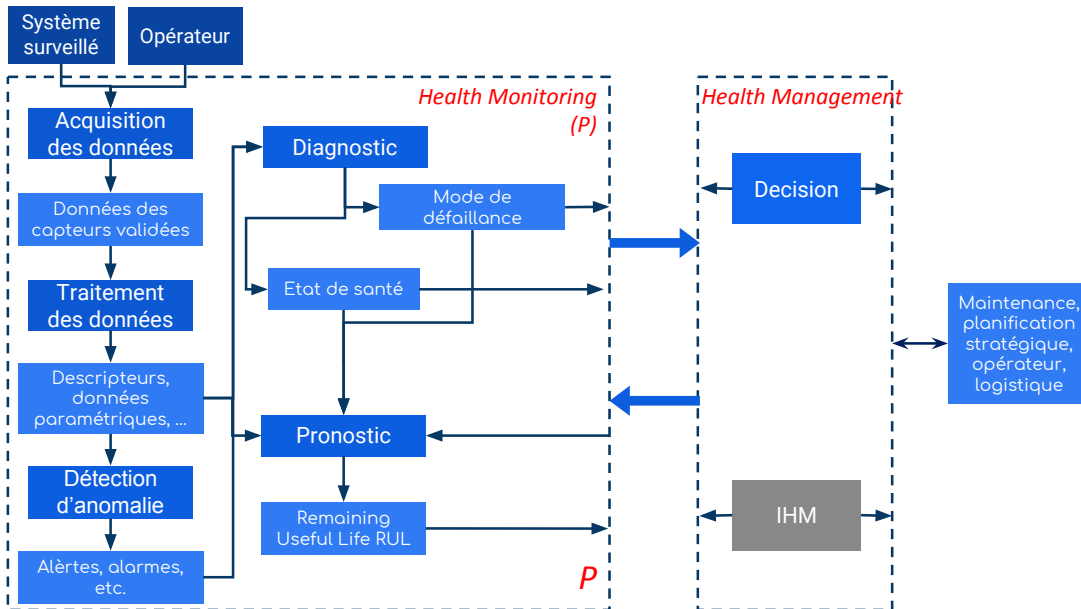 Système
surveillé
Opérateur
Health Monitoring
(P)
Health Management
Acquisition
des données
Diagnostic
Decision
Mode de
défaillance
Données des
capteurs validées
Etat de santé
Traitement
des données
Maintenance,
planification
stratégique,
opérateur,
logistique
Descripteurs,
données
paramétriques, ...
Pronostic
Détection
d'anomalie
Remaining
Useful Life RUL
IHM
Alèrtes, alarmes,
etc.
P